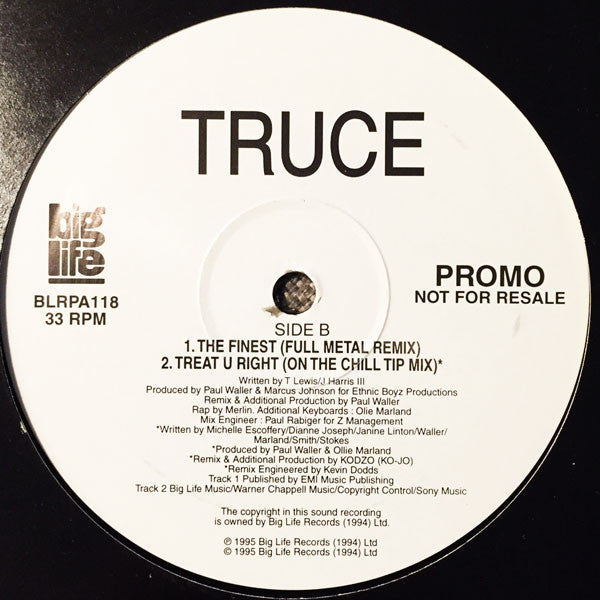 TRUCE
big
life
BLRPA118
33 RPM
PROMO
NOT FOR RESALE
SIDE B
1. THE FINEST (FULL METAL REMIX)
2. TREAT U RIGHT (ON THE CHILL TIP MIX)*
Written by T Lewis/J Harris III
Produced by Paul Waller & Marcus Johnson for Ethnic Boyz Productions
Remix & Additional Production by Paul Waller
Rap by Merlin. Additional Keyboards : Olie Marland
Mix Engineer : Paul Rabiger for Z Management
*Written by Michelle Escoffery/Dianne Joseph/Janine Linton/Waller/
Marland/Smith/Stokes
*Produced by Paul Waller & Ollie Marland
*Remix & Additional Production by KODZO (KO-JO)
*Remix Engineered by Kevin Dodds
Track 1 Published by EMI Music Publishing
Track 2 Big Life Music/Warner Chappell Music/Copyright Control/Sony Music
The copyright in this sound recording
is owned by Big Life Records (1994) Ltd.
℗ 1995 Big Life Records (1994) Ltd
© 1995 Big Life Records (1994) Ltd.